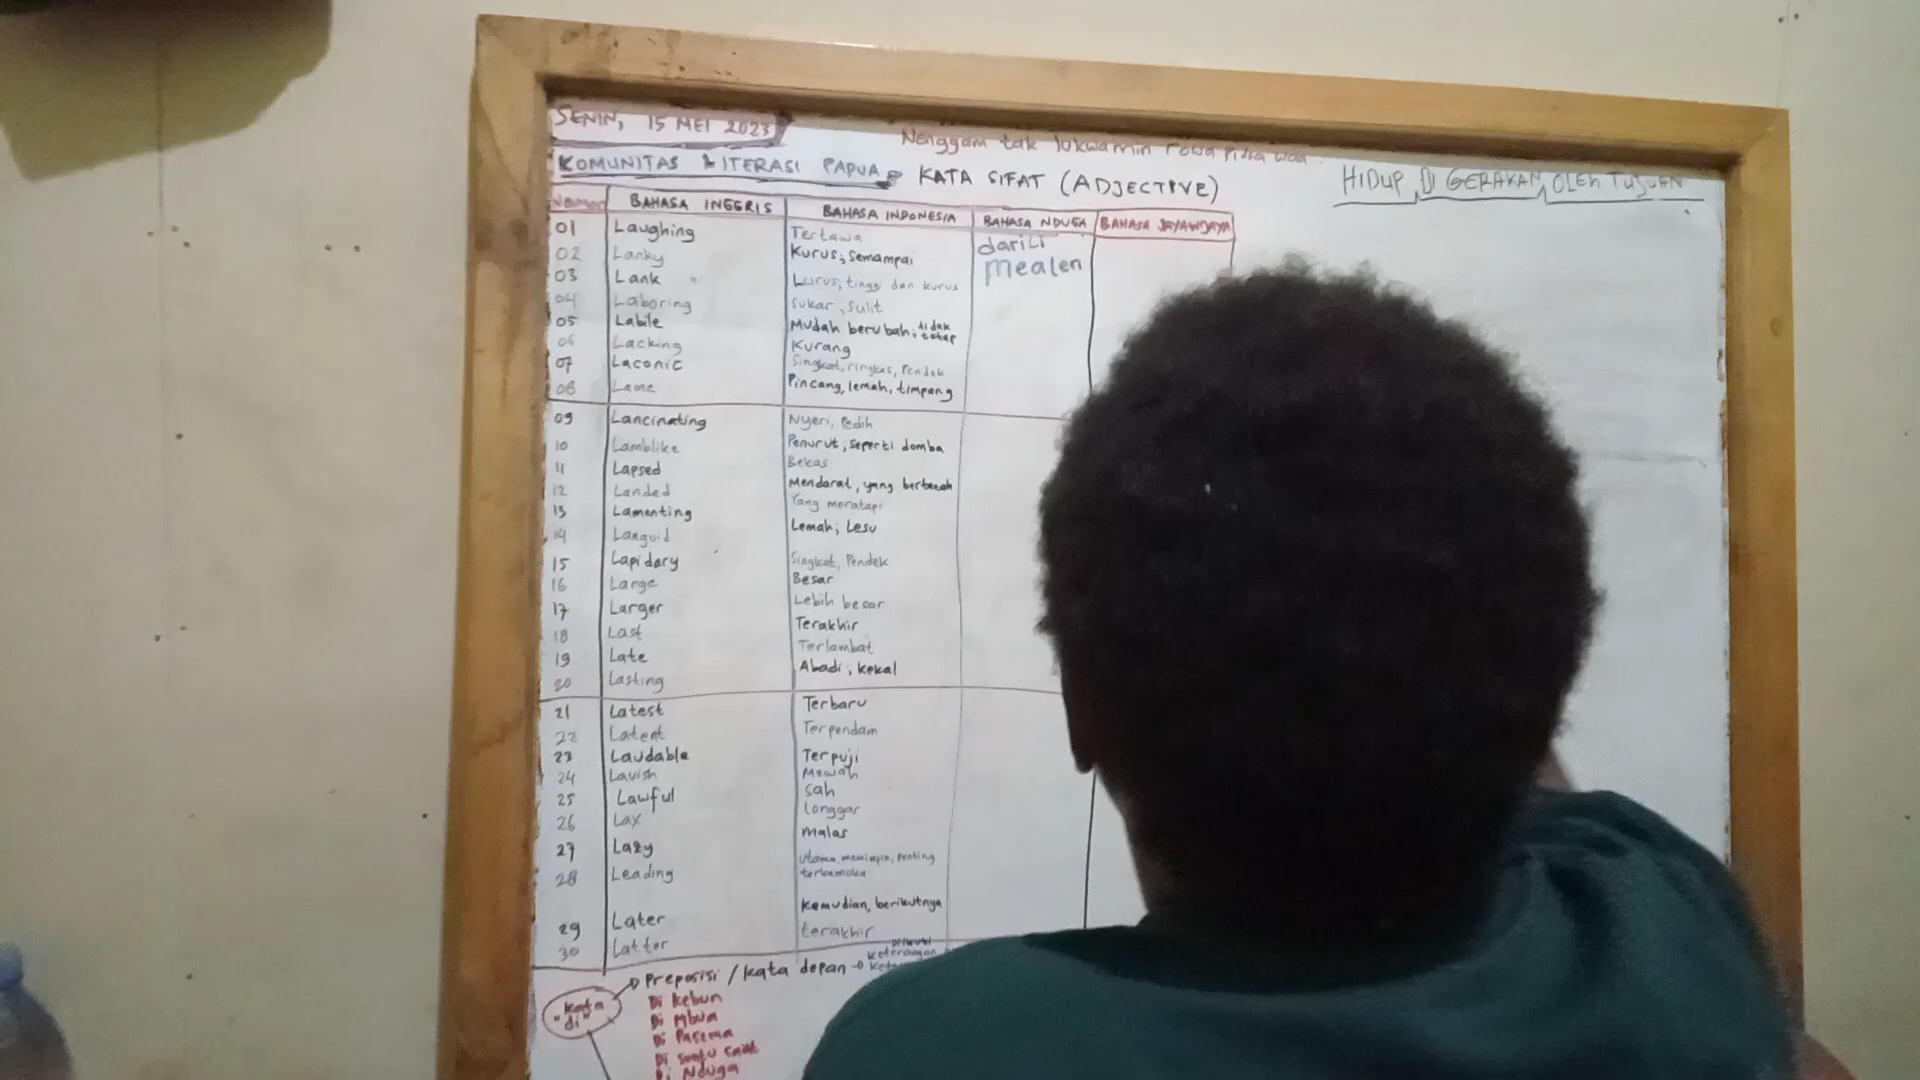 SENIN, 15 MEI 2023
Nenggam tak lokwamin rowa
KOMUNITAS LITERASI PAPUA KATA SIFAT (ADJECTIVE)
HIDUP DI GERAKAN OLEH TUJUAN
Nomor BAHASA INGGRIS BAHASA INDONESIA BAHASA NDUGA BAHASA JAYAWIJAYA
01 Laughing Tertawa darili
02 Lanky Kurus; Semampai mealen
03 Lank Lurus; tinggi dan kurus
04 Laboring Sukar, Sulit
05 Labile Mudah berubah; tidak tetap
06 Lacking Kurang
07 Laconic Singkat, ringkas, Pendek
08 Lame Pincang, lemah, timpang
09 Lancinating Nyeri, Pedih
10 Lamblike Penurut, seperti domba
11 Lapsed Bekas
12 Landed Mendarat, yang bertanah
13 Lamenting Yang meratapi
14 Languid Lemah; Lesu
15 Lapidary Singkat, Pendek
16 Large Besar
17 Larger Lebih besar
18 Last Terakhir
19 Late Terlambat
20 Lasting Abadi; kekal
21 Latest Terbaru
22 Latent Terpendam
23 Laudable Terpuji
24 Lavish Mewah
25 Lawful Sah
26 Lax Longgar
27 Lazy malas
28 Leading Utama, memimpin, Penting
terkemuka
29 Later Kemudian, berikutnya
30 Latter terakhir
Preposisi / kata depan
keterangan
"Kata di"
Di kebun
Di Mbua
Di Pasema
Di suatu saat
Di Nduga